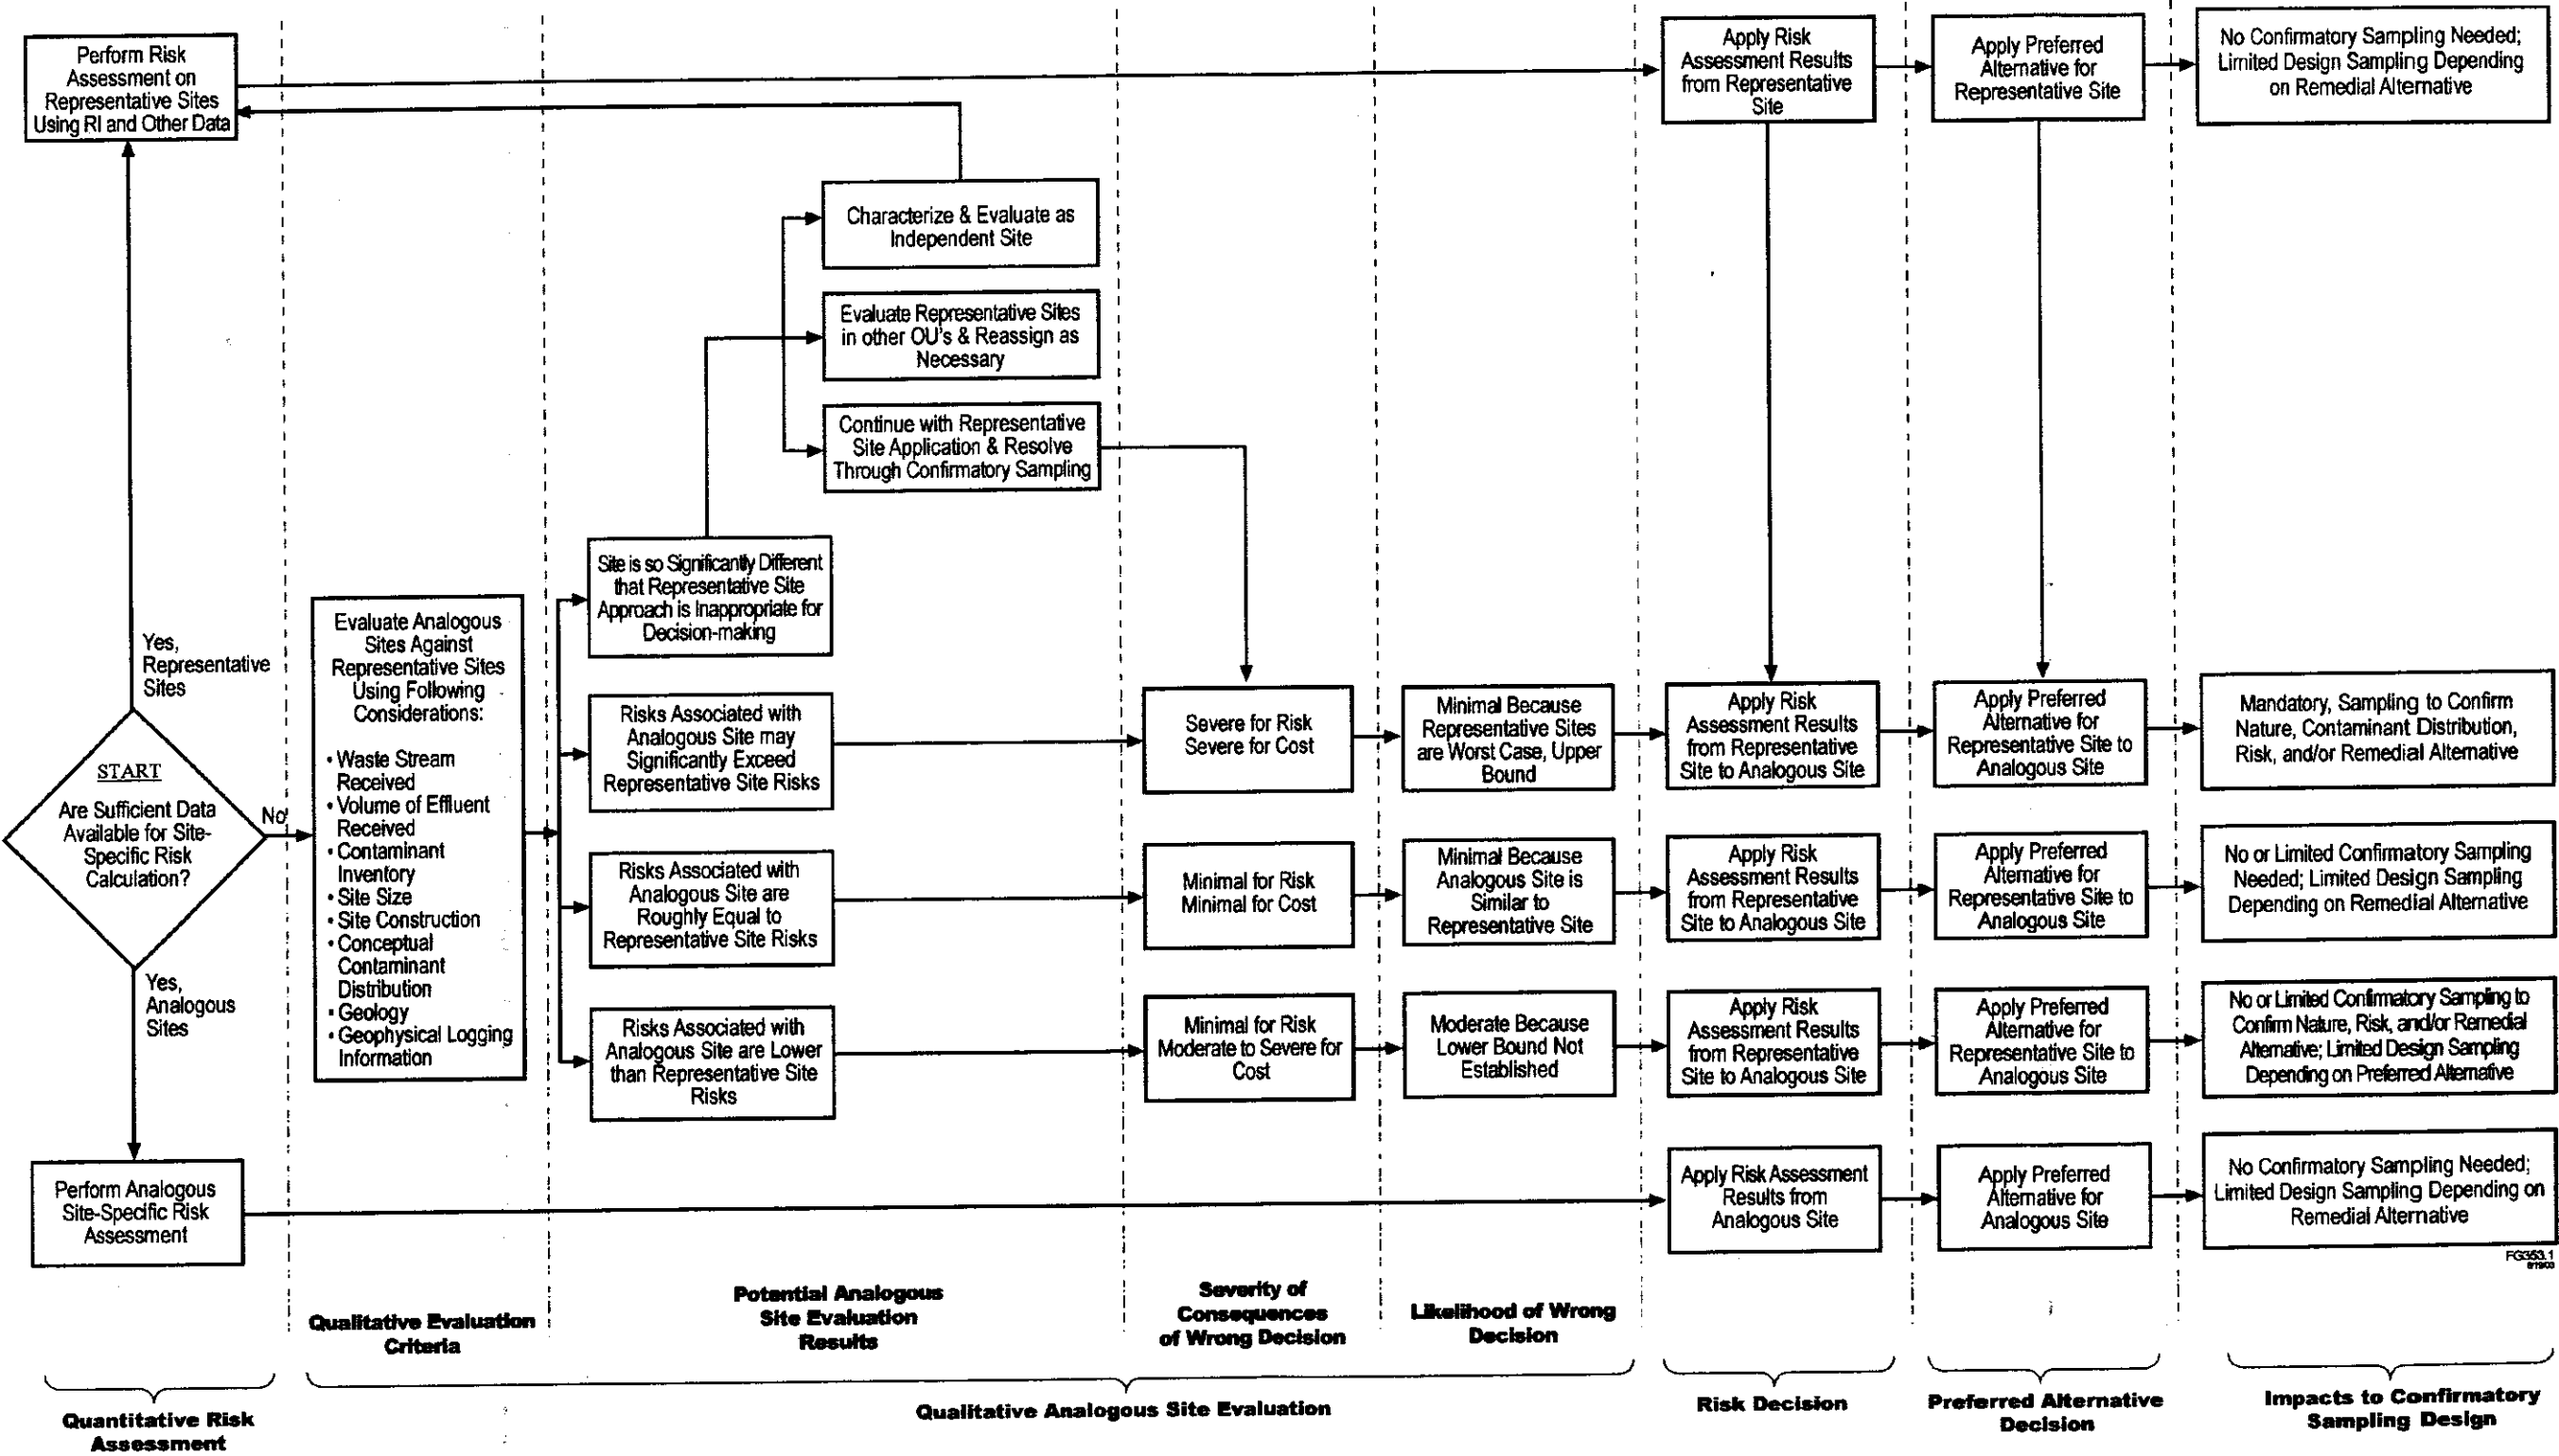 Perform Risk
Assessment on
Representative Sites
Using RI and Other Data
Apply Risk
Assessment Results
from Representative
Site
Apply Preferred
Alternative for
Representative Site
No Confirmatory Sampling Needed;
Limited Design Sampling Depending
on Remedial Alternative
Characterize & Evaluate as
Independent Site
Evaluate Representative Sites
in other OU's & Reassign as
Necessary
Continue with Representative
Site Application & Resolve
Through Confirmatory Sampling
Site is so Significantly Different
that Representative Site
Approach is Inappropriate for
Decision-making
Yes,
Representative
Sites
START
Are Sufficient Data
Available for Site-
Specific Risk
Calculation?
No
Yes,
Analogous
Sites
Evaluate Analogous
Sites Against
Representative Sites
Using Following
Considerations:
• Waste Stream
Received
• Volume of Effluent
Received
• Contaminant
Inventory
• Site Size
• Site Construction
• Conceptual
Contaminant
Distribution
• Geology
• Geophysical Logging
Information
Risks Associated with
Analogous Site may
Significantly Exceed
Representative Site Risks
Severe for Risk
Severe for Cost
Minimal Because
Representative Sites
are Worst Case, Upper
Bound
Apply Risk
Assessment Results
from Representative
Site to Analogous Site
Apply Preferred
Alternative for
Representative Site to
Analogous Site
Mandatory, Sampling to Confirm
Nature, Contaminant Distribution,
Risk, and/or Remedial Alternative
Risks Associated with
Analogous Site are
Roughly Equal to
Representative Site Risks
Minimal for Risk
Minimal for Cost
Minimal Because
Analogous Site is
Similar to
Representative Site
Apply Risk
Assessment Results
from Representative
Site to Analogous Site
Apply Preferred
Alternative for
Representative Site to
Analogous Site
No or Limited Confirmatory Sampling
Needed; Limited Design Sampling
Depending on Remedial Alternative
Risks Associated with
Analogous Site are Lower
than Representative Site
Risks
Minimal for Risk
Moderate to Severe for
Cost
Moderate Because
Lower Bound Not
Established
Apply Risk
Assessment Results
from Representative
Site to Analogous Site
Apply Preferred
Alternative for
Representative Site to
Analogous Site
No or Limited Confirmatory Sampling to
Confirm Nature, Risk, and/or Remedial
Alternative; Limited Design Sampling
Depending on Preferred Alternative
Perform Analogous
Site-Specific Risk
Assessment
Apply Risk Assessment
Results from
Analogous Site
Apply Preferred
Alternative for
Analogous Site
No Confirmatory Sampling Needed;
Limited Design Sampling Depending on
Remedial Alternative
FG353.1
Qualitative Evaluation
Criteria
Potential Analogous
Site Evaluation
Results
Severity of
Consequences
of Wrong Decision
Likelihood of Wrong
Decision
Quantitative Risk
Assessment
Qualitative Analogous Site Evaluation
Risk Decision
Preferred Alternative
Decision
Impacts to Confirmatory
Sampling Design